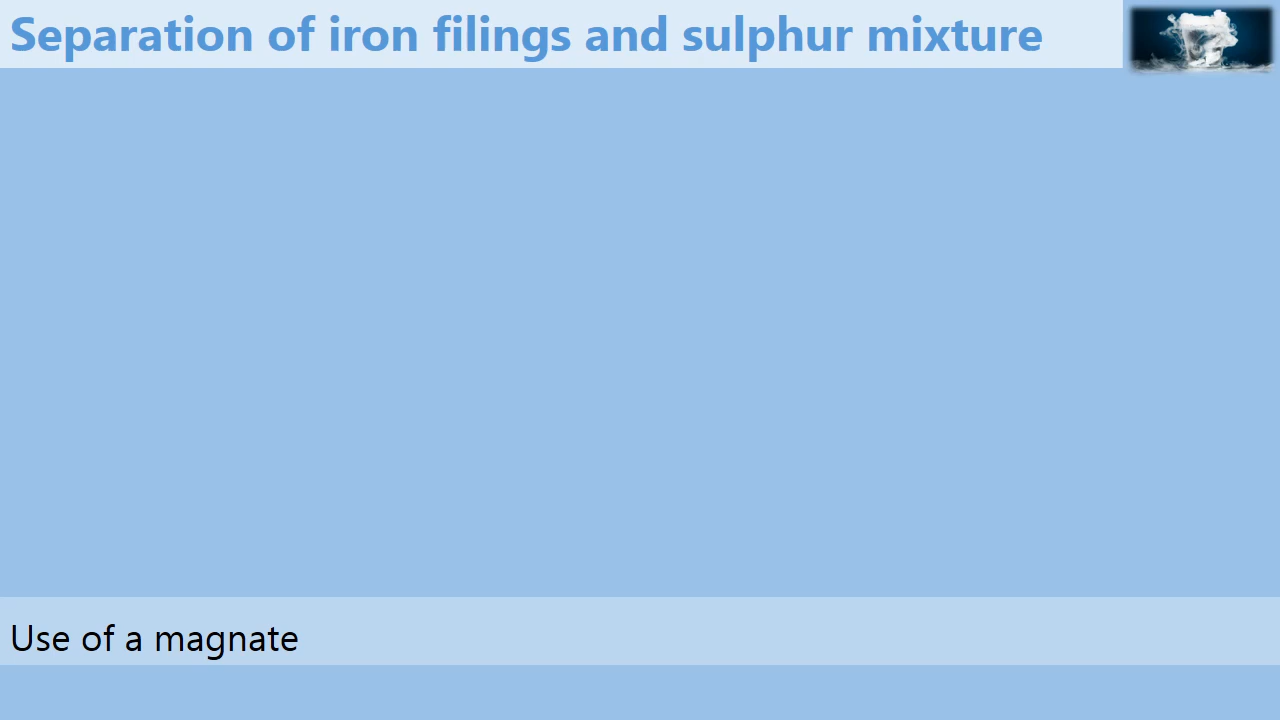 Separation of iron filings and sulphur mixture
Use of a magnate